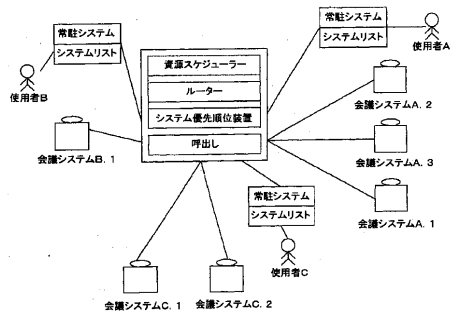 常駐システム
システムリスト
使用者A
常駐システム
システムリスト
使用者B
資源スケジューラー
ルーター
システム優先順位装置
呼出し
会議システムA. 2
会議システムB. 1
会議システムA. 3
会議システムA. 1
常駐システム
システムリスト
使用者C
会議システムC. 1
会議システムC. 2